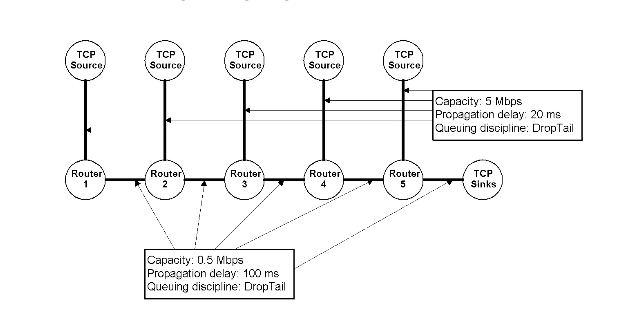 TCP Source
TCP Source
TCP Source
TCP Source
TCP Source
Capacity: 5 Mbps
Propagation delay: 20 ms
Queuing discipline: DropTail
Router 1
Router 2
Router 3
Router 4
Router 5
TCP Sinks
Capacity: 0.5 Mbps
Propagation delay: 100 ms
Queuing discipline: DropTail